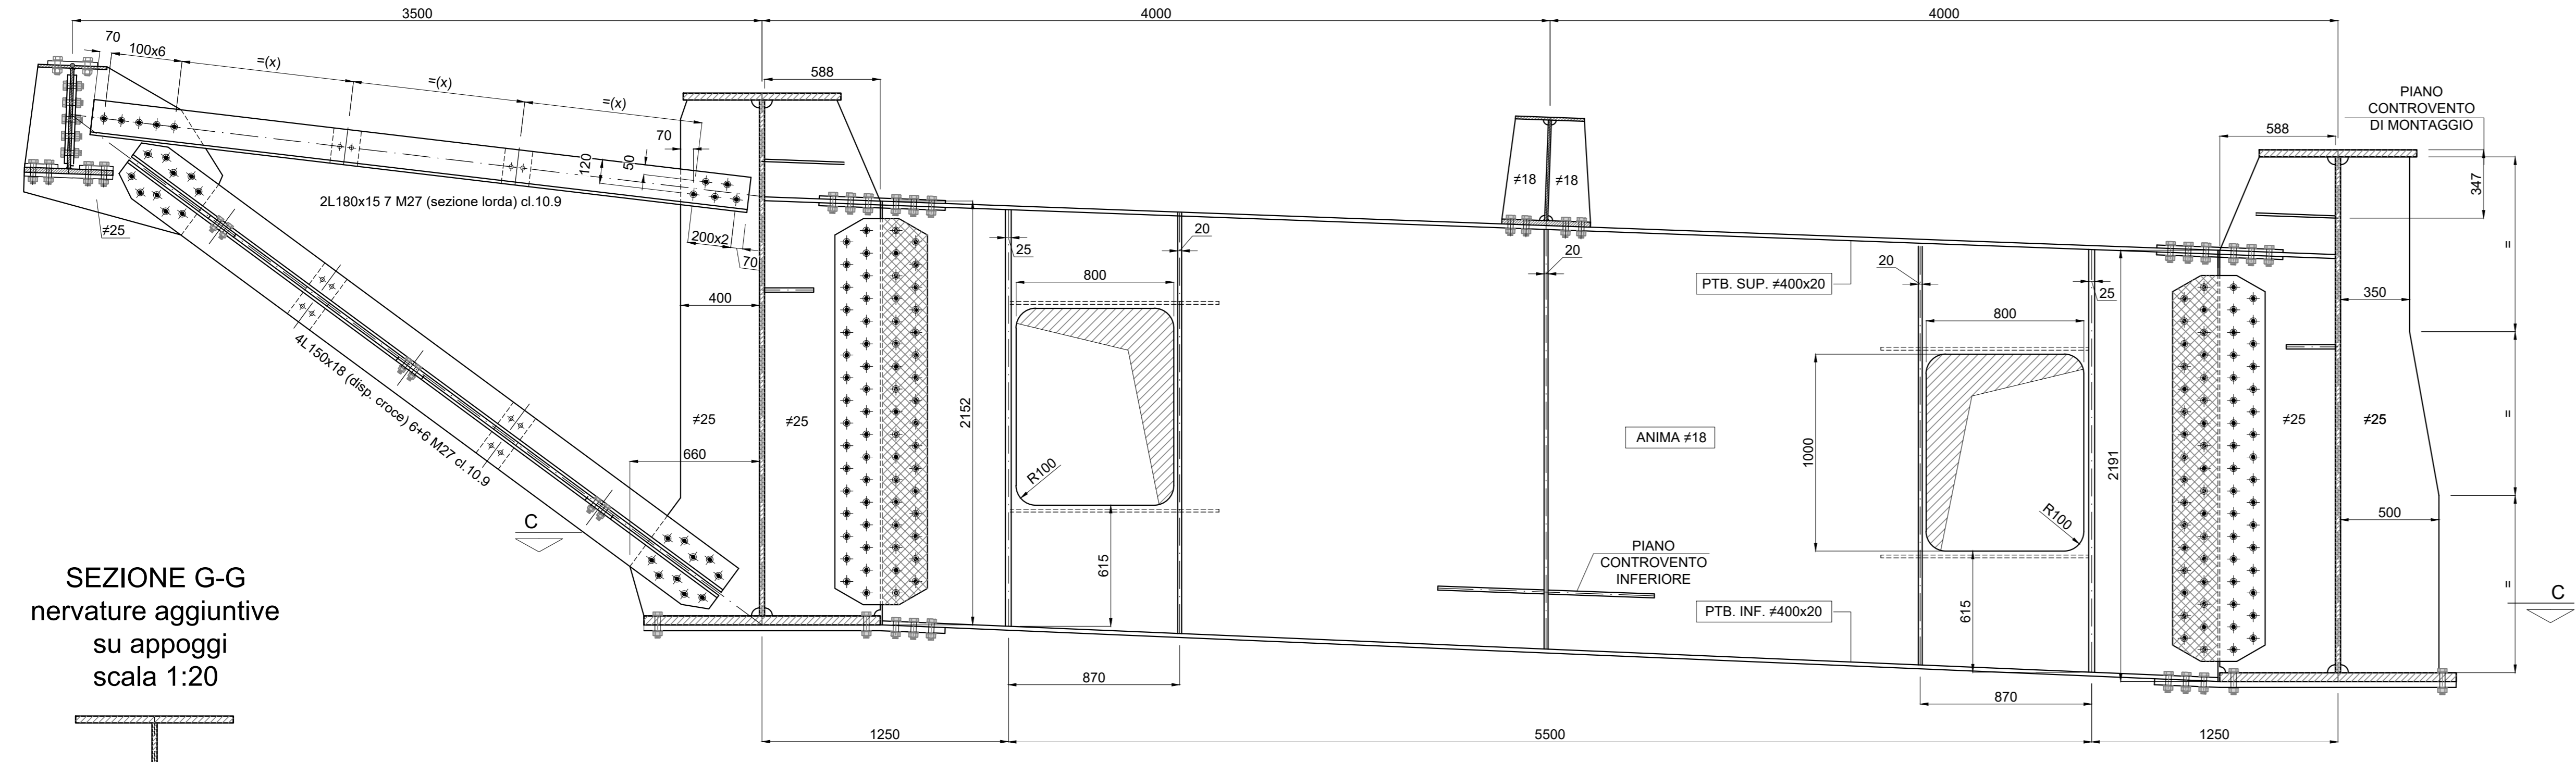 3500
4000
4000
70
100x6
=(x)
=(x)
=(x)
588
70
120
50
2L180x15 7 M27 (sezione lorda) cl.10.9
≠25
200x2
70
400
≠25
≠25
4L150x18 (disp. croce) 6+6 M27 cl.10.9
660
C
2152
25
20
800
R100
615
870
1250
≠18
≠18
20
PTB. SUP. ≠400x20
ANIMA ≠18
PIANO
CONTROVENTO
INFERIORE
PTB. INF. ≠400x20
5500
20
25
800
1000
R100
615
870
2191
1250
PIANO
CONTROVENTO
DI MONTAGGIO
588
347
350
≠25
≠25
500
=
=
=
C
SEZIONE G-G
nervature aggiuntive
su appoggi
scala 1:20